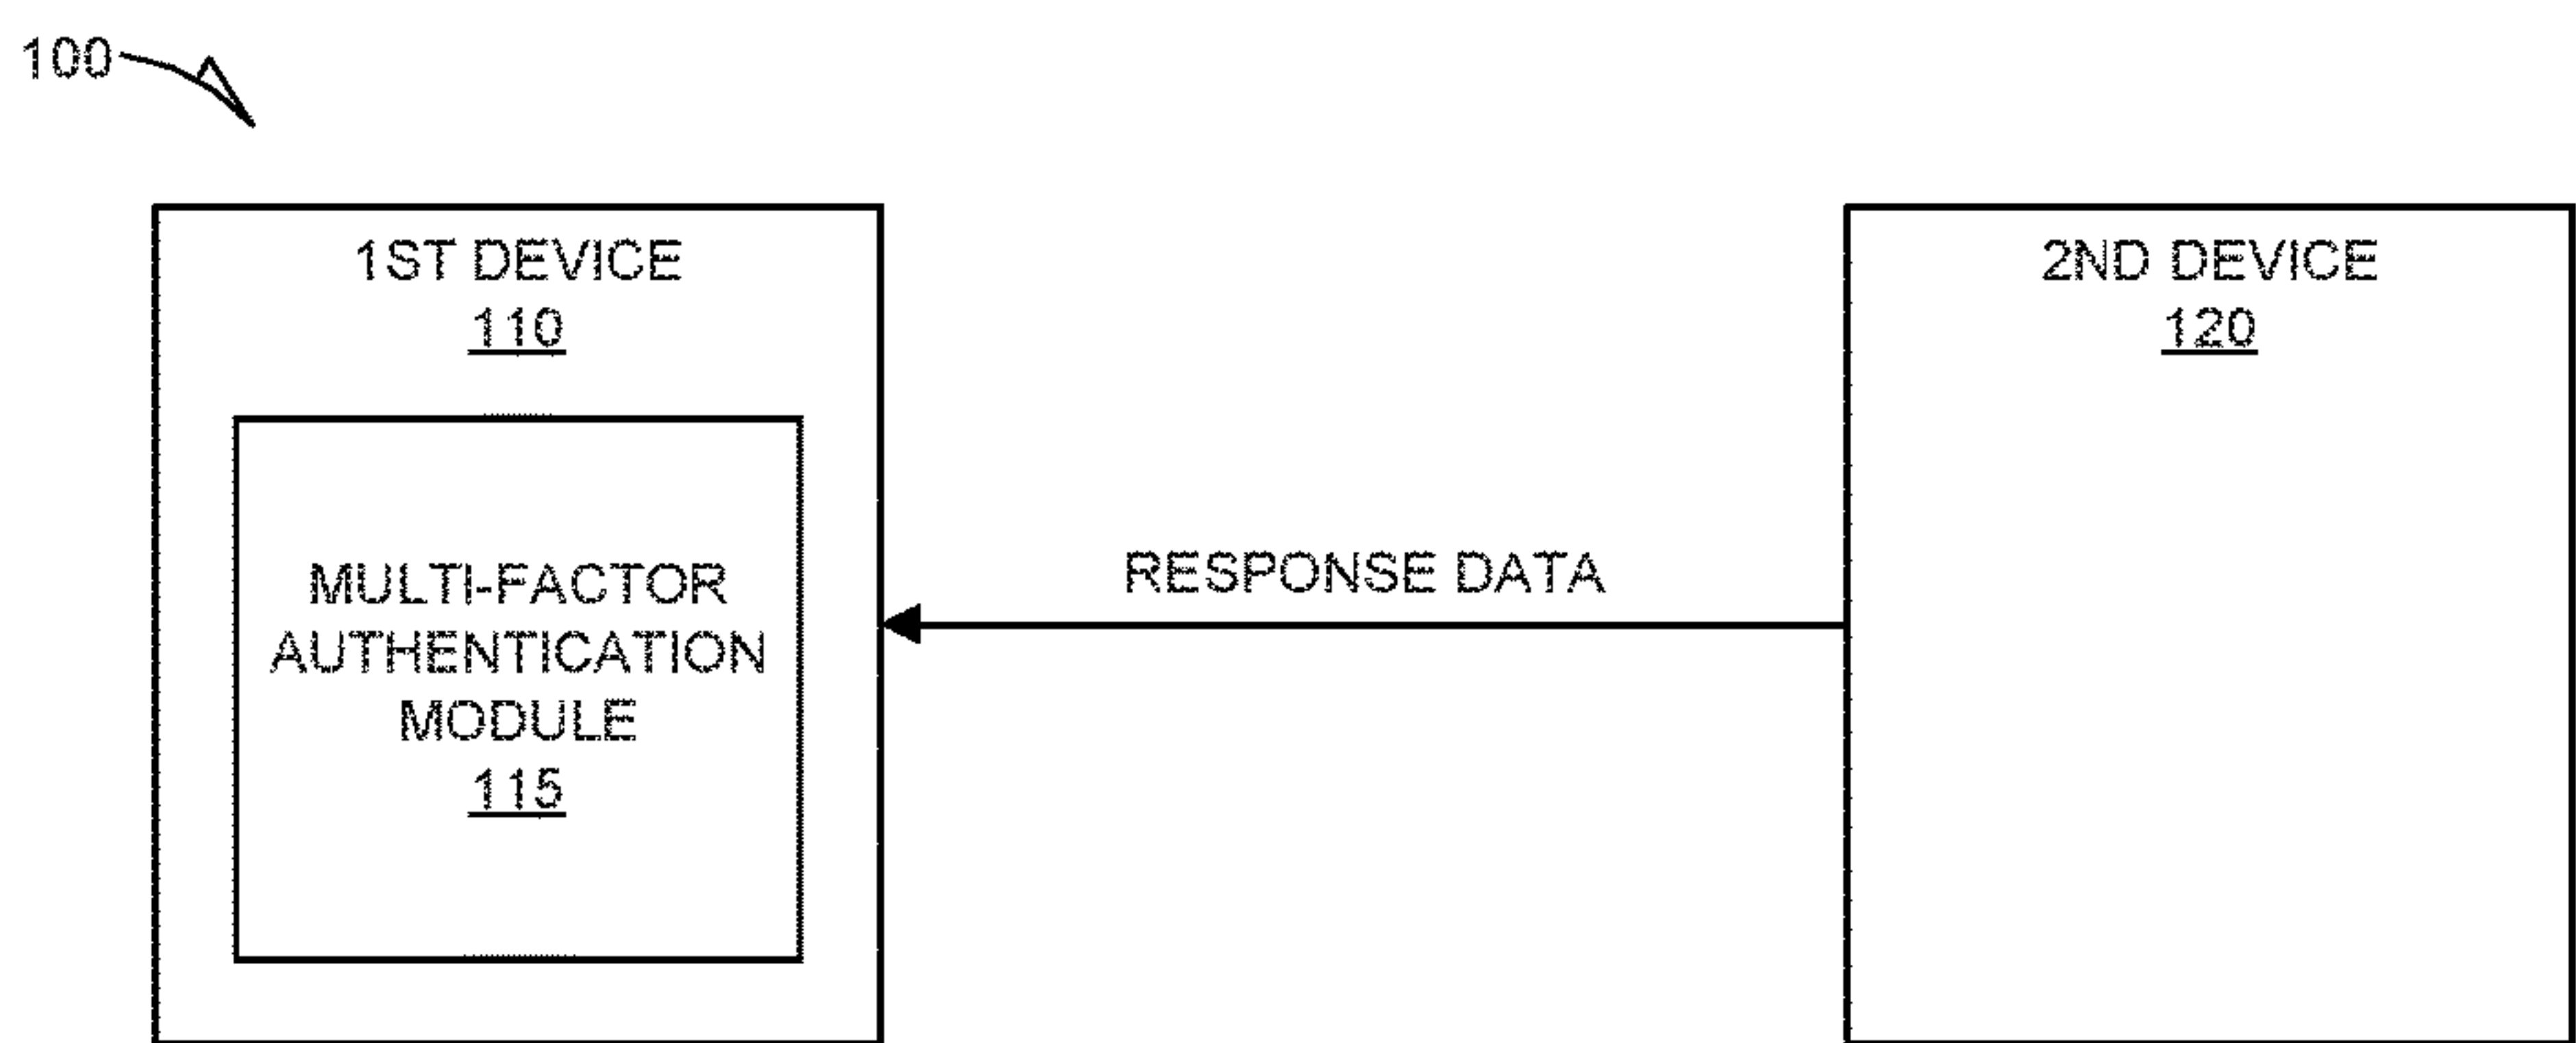 100
1ST DEVICE
110
2ND DEVICE
120
MULTI-FACTOR
AUTHENTICATION
MODULE
115
RESPONSE DATA